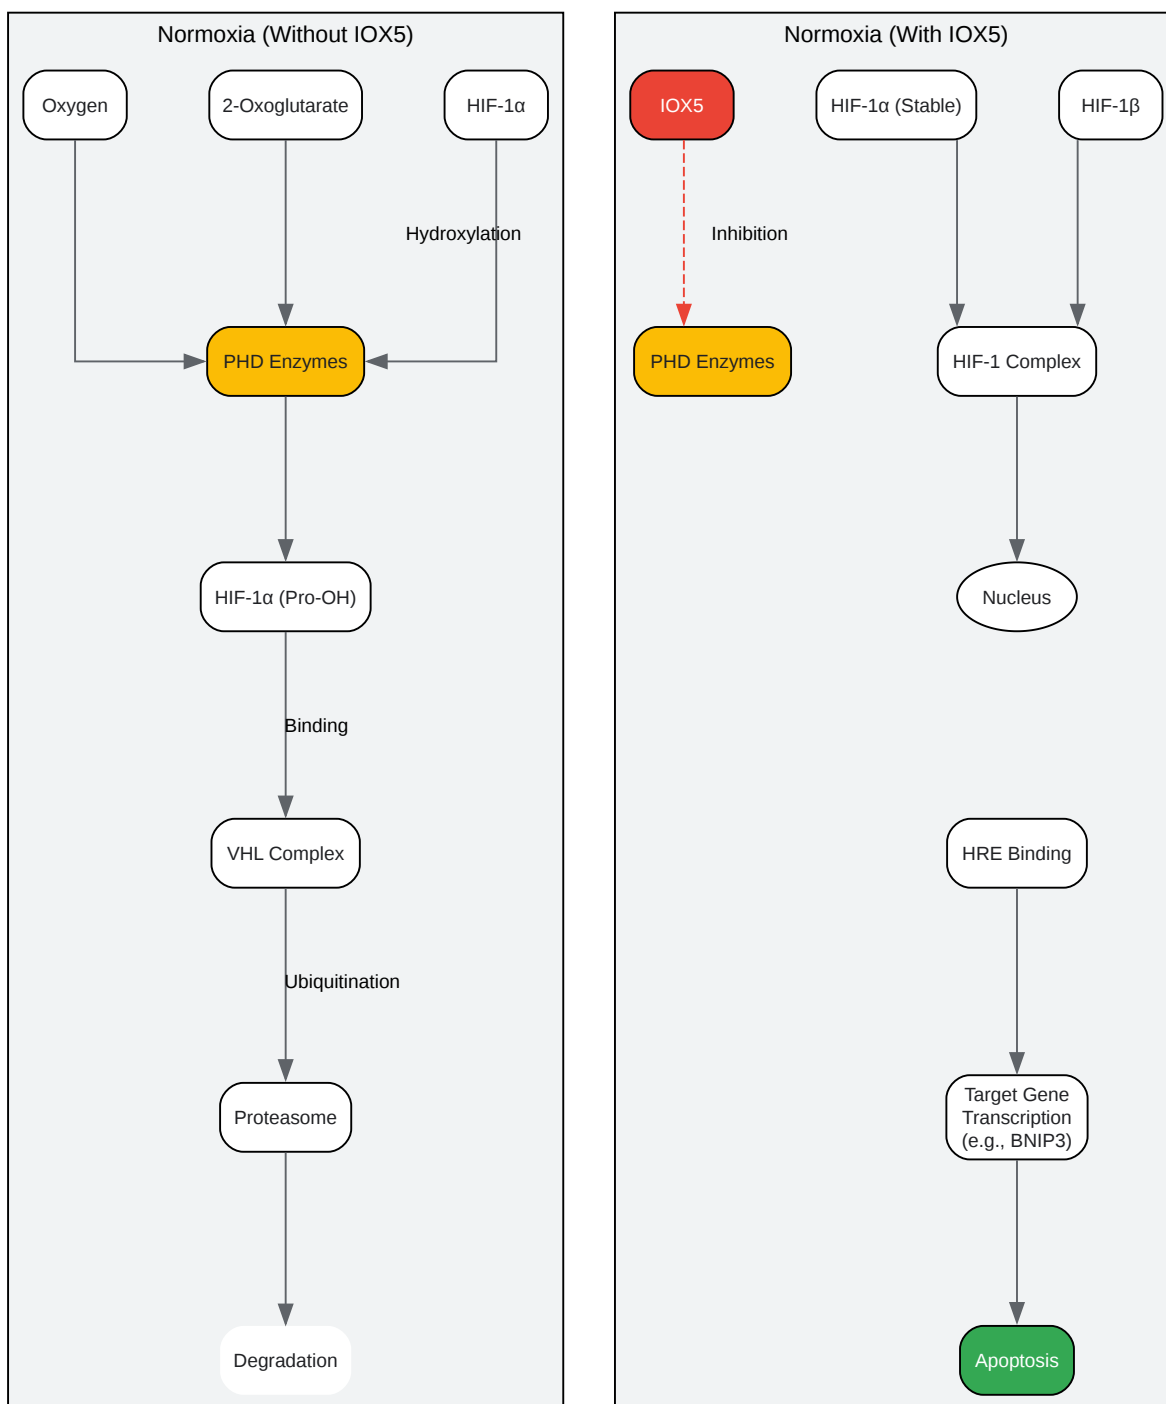 Normoxia (Without IOX5)
Oxygen
2-Oxoglutarate
HIF-1α
Hydroxylation
PHD Enzymes
HIF-1α (Pro-OH)
Binding
VHL Complex
Ubiquitination
Proteasome
Degradation
Normoxia (With IOX5)
IOX5
HIF-1α (Stable)
HIF-1β
Inhibition
PHD Enzymes
HIF-1 Complex
Nucleus
HRE Binding
Target Gene
Transcription
(e.g., BNIP3)
Apoptosis